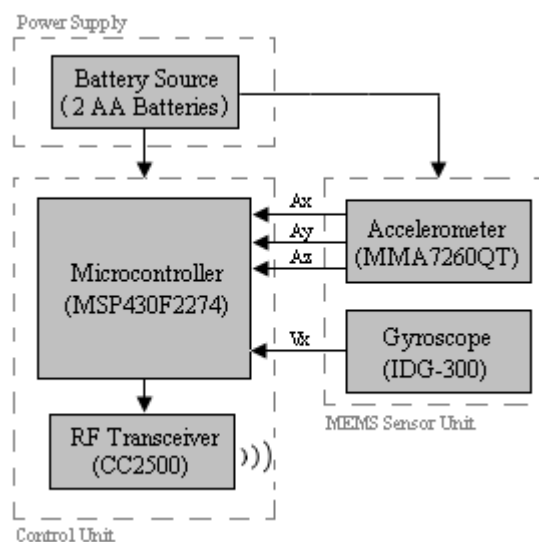 Power Supply
Battery Source
(2 AA Batteries)
Ax
Ay
Az
Accelerometer
(MMA7260QT)
Microcontroller
(MSP430F2274)
Vx
Gyroscope
(IDG-300)
MEMS Sensor Unit
RF Transceiver
(CC2500)
Control Unit